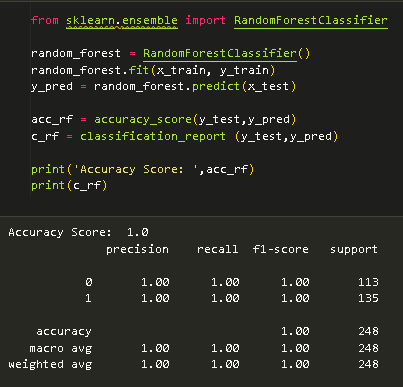 from sklearn.ensemble import RandomForestClassifier
random_forest = RandomForestClassifier()
random_forest.fit(x_train, y_train)
y_pred = random_forest.predict(x_test)
acc_rf = accuracy_score(y_test,y_pred)
c_rf = classification_report (y_test,y_pred)
print('Accuracy Score: ',acc_rf)
print(c_rf)
Accuracy Score:  1.0
precision recall f1-score support
0 1.00 1.00 1.00 113
1 1.00 1.00 1.00 135
accuracy 1.00 248
macro avg 1.00 1.00 1.00 248
weighted avg 1.00 1.00 1.00 248